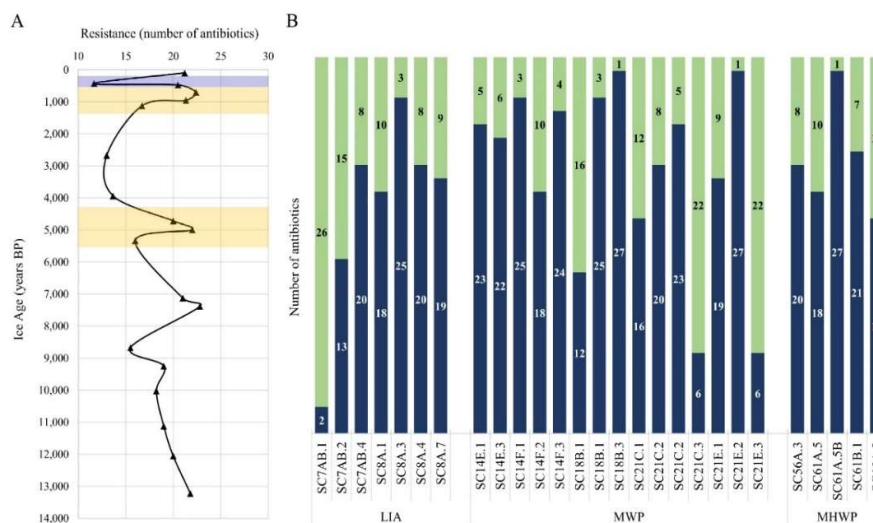 A
Resistance (number of antibiotics)
10 15 20 25 30
0
1,000
2,000
3,000
4,000
5,000
6,000
7,000
8,000
9,000
10,000
11,000
12,000
13,000
14,000
Ice Age (years BP)
B
Number of antibiotics
26 15 8 10 3 8 9 5 6 3 10 4 16 3 1 12 8 5 22 9 1 22 8 10 1 7
2 13 20 18 25 20 19 23 22 25 18 24 12 25 27 16 20 23 6 19 27 6 20 18 27 21
SC7AB.1 SC7AB.2 SC7AB.4 SC8A.1 SC8A.3 SC8A.4 SC8A.7 SC14E.1 SC14E.3 SC14F.1 SC14F.2 SC14F.3 SC18B.1 SC18B.1 SC18B.3 SC21C.1 SC21C.2 SC21C.2 SC21C.3 SC21E.1 SC21E.2 SC21E.3 SC56A.3 SC61A.5 SC61A.5B SC61B.1
LIA MWP MHWP